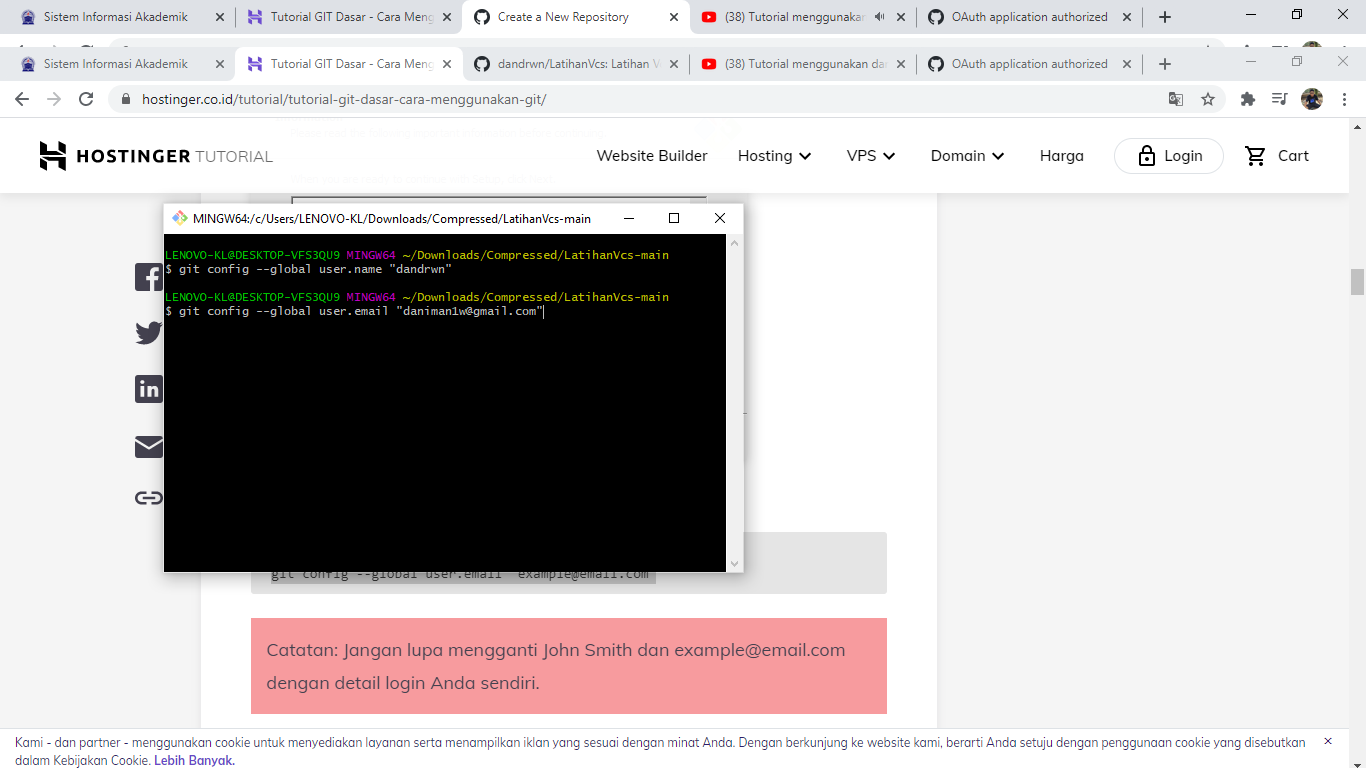 Sistem Informasi Akademik
Tutorial GIT Dasar - Cara Meng
Create a New Repository
(38) Tutorial menggunakan
OAuth application authorized
Sistem Informasi Akademik
Tutorial GIT Dasar - Cara Meng
dandrwn/LatihanVcs: Latihan V
(38) Tutorial menggunakan da
OAuth application authorized
hostinger.co.id/tutorial/tutorial-git-dasar-cara-menggunakan-git/
HOSTINGER TUTORIAL
Website Builder
Hosting
VPS
Domain
Harga
Login
Cart
MINGW64:/c/Users/LENOVO-KL/Downloads/Compressed/LatihanVcs-main
LENOVO-KL@DESKTOP-VFS3QU9 MINGW64 ~/Downloads/Compressed/LatihanVcs-main
$ git config --global user.name "dandrwn"
LENOVO-KL@DESKTOP-VFS3QU9 MINGW64 ~/Downloads/Compressed/LatihanVcs-main
$ git config --global user.email "daniman1w@gmail.com"
git config --global user.email example@email.com
Catatan: Jangan lupa mengganti John Smith dan example@email.com
dengan detail login Anda sendiri.
Kami - dan partner - menggunakan cookie untuk menyediakan layanan serta menampilkan iklan yang sesuai dengan minat Anda. Dengan berkunjung ke website kami, berarti Anda setuju dengan penggunaan cookie yang disebutkan
dalam Kebijakan Cookie. Lebih Banyak.